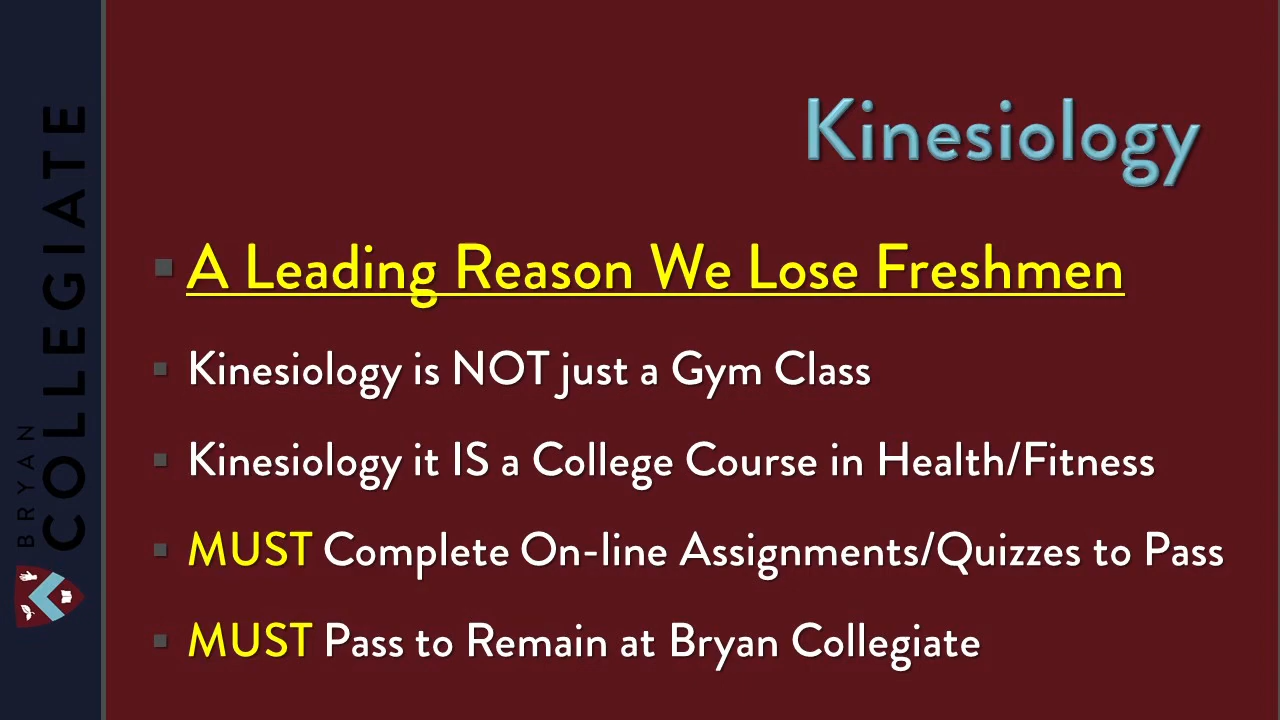 BRYAN
COLLEGIATE
Kinesiology
A Leading Reason We Lose Freshmen
Kinesiology is NOT just a Gym Class
Kinesiology it IS a College Course in Health/Fitness
MUST Complete On-line Assignments/Quizzes to Pass
MUST Pass to Remain at Bryan Collegiate